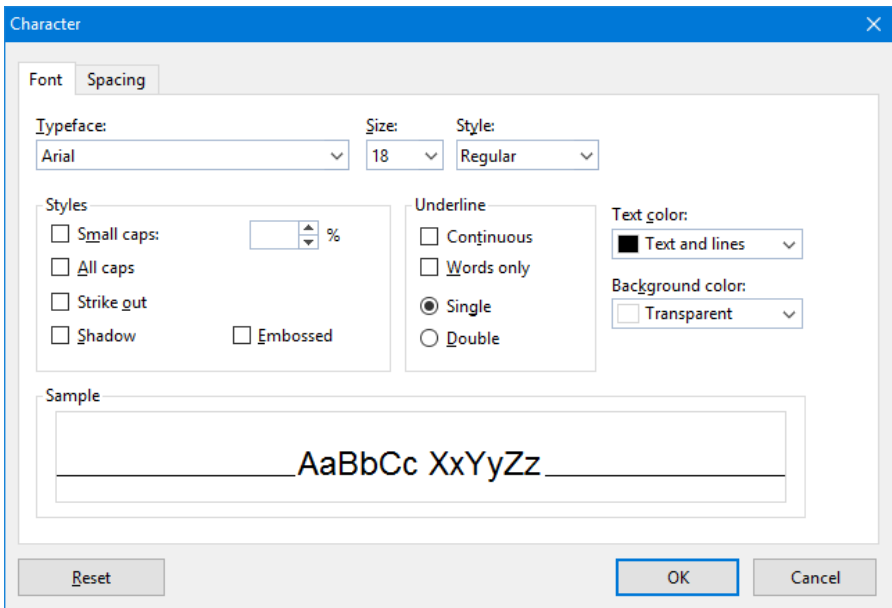 Character
Font Spacing
Typeface: Size: Style:
Arial 18 Regular
Styles Underline
Small caps: % Continuous Text color:
All caps Words only Text and lines
Strike out Single Background color:
Shadow Embossed Double Transparent
Sample
AaBbCc XxYyZz
Reset OK Cancel